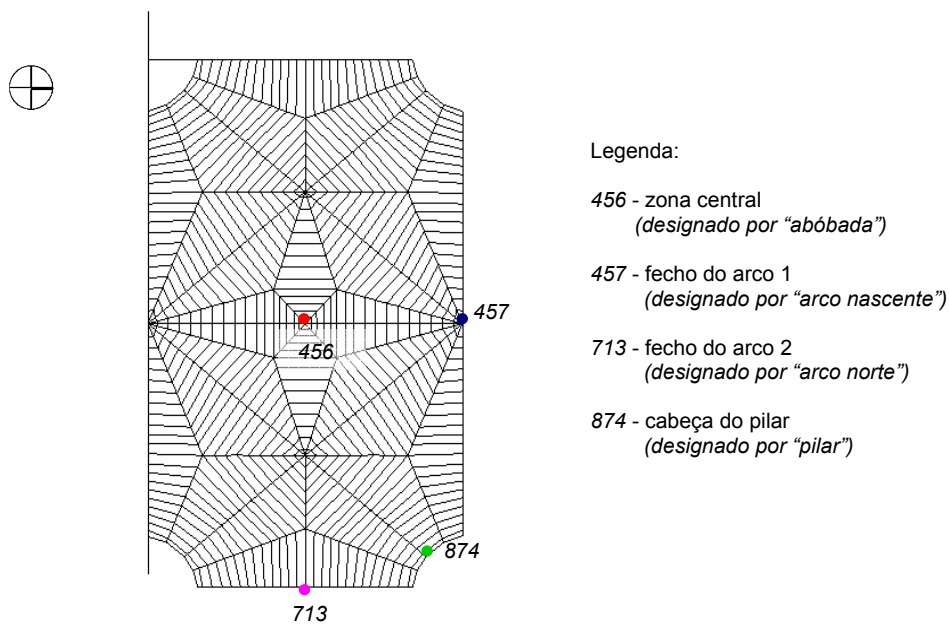 457
456
874
713
Legenda:
456 - zona central
(designado por “abóbada”)
457 - fecho do arco 1
(designado por “arco nascente”)
713 - fecho do arco 2
(designado por “arco norte”)
874 - cabeça do pilar
(designado por “pilar”)